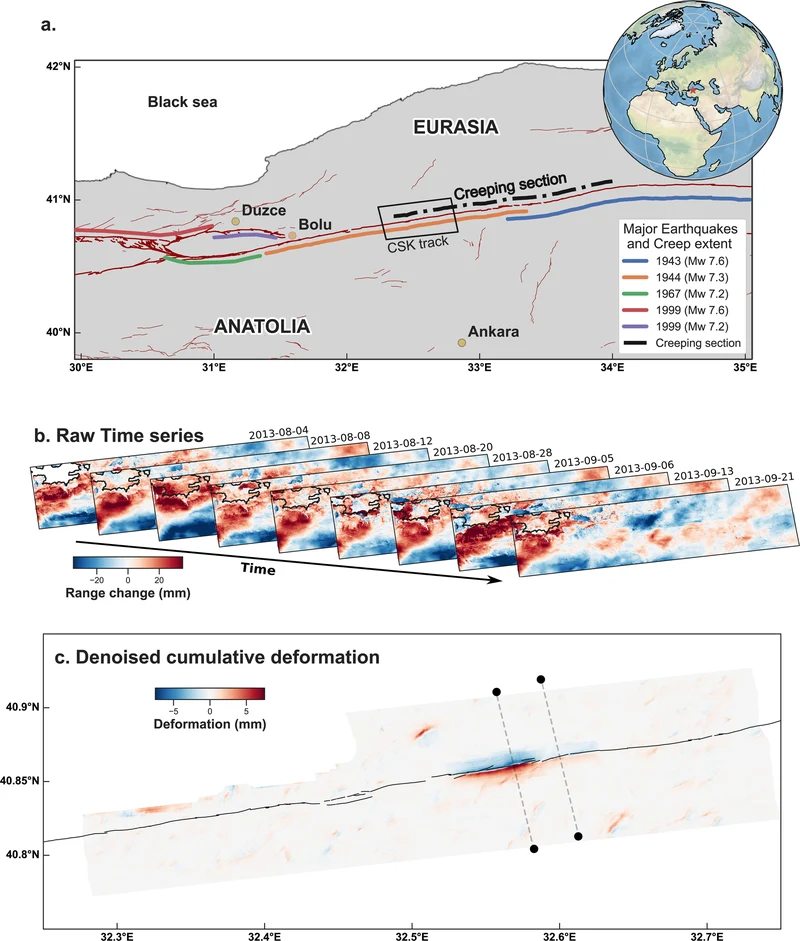 a.
42°N
Black sea
EURASIA
41°N
Creeping section
Duzce
Bolu
CSK track
Major Earthquakes
and Creep extent
1943 (Mw 7.6)
1944 (Mw 7.3)
1967 (Mw 7.2)
1999 (Mw 7.6)
1999 (Mw 7.2)
Creeping section
ANATOLIA
Ankara
40°N
30°E
31°E
32°E
33°E
34°E
35°E
b. Raw Time series
2013-08-04
2013-08-08
2013-08-12
2013-08-20
2013-08-28
2013-09-05
2013-09-06
2013-09-13
2013-09-21
Time
−20 0 20
Range change (mm)
c. Denoised cumulative deformation
−5 0 5
Deformation (mm)
40.9°N
40.85°N
40.8°N
32.3°E
32.4°E
32.5°E
32.6°E
32.7°E